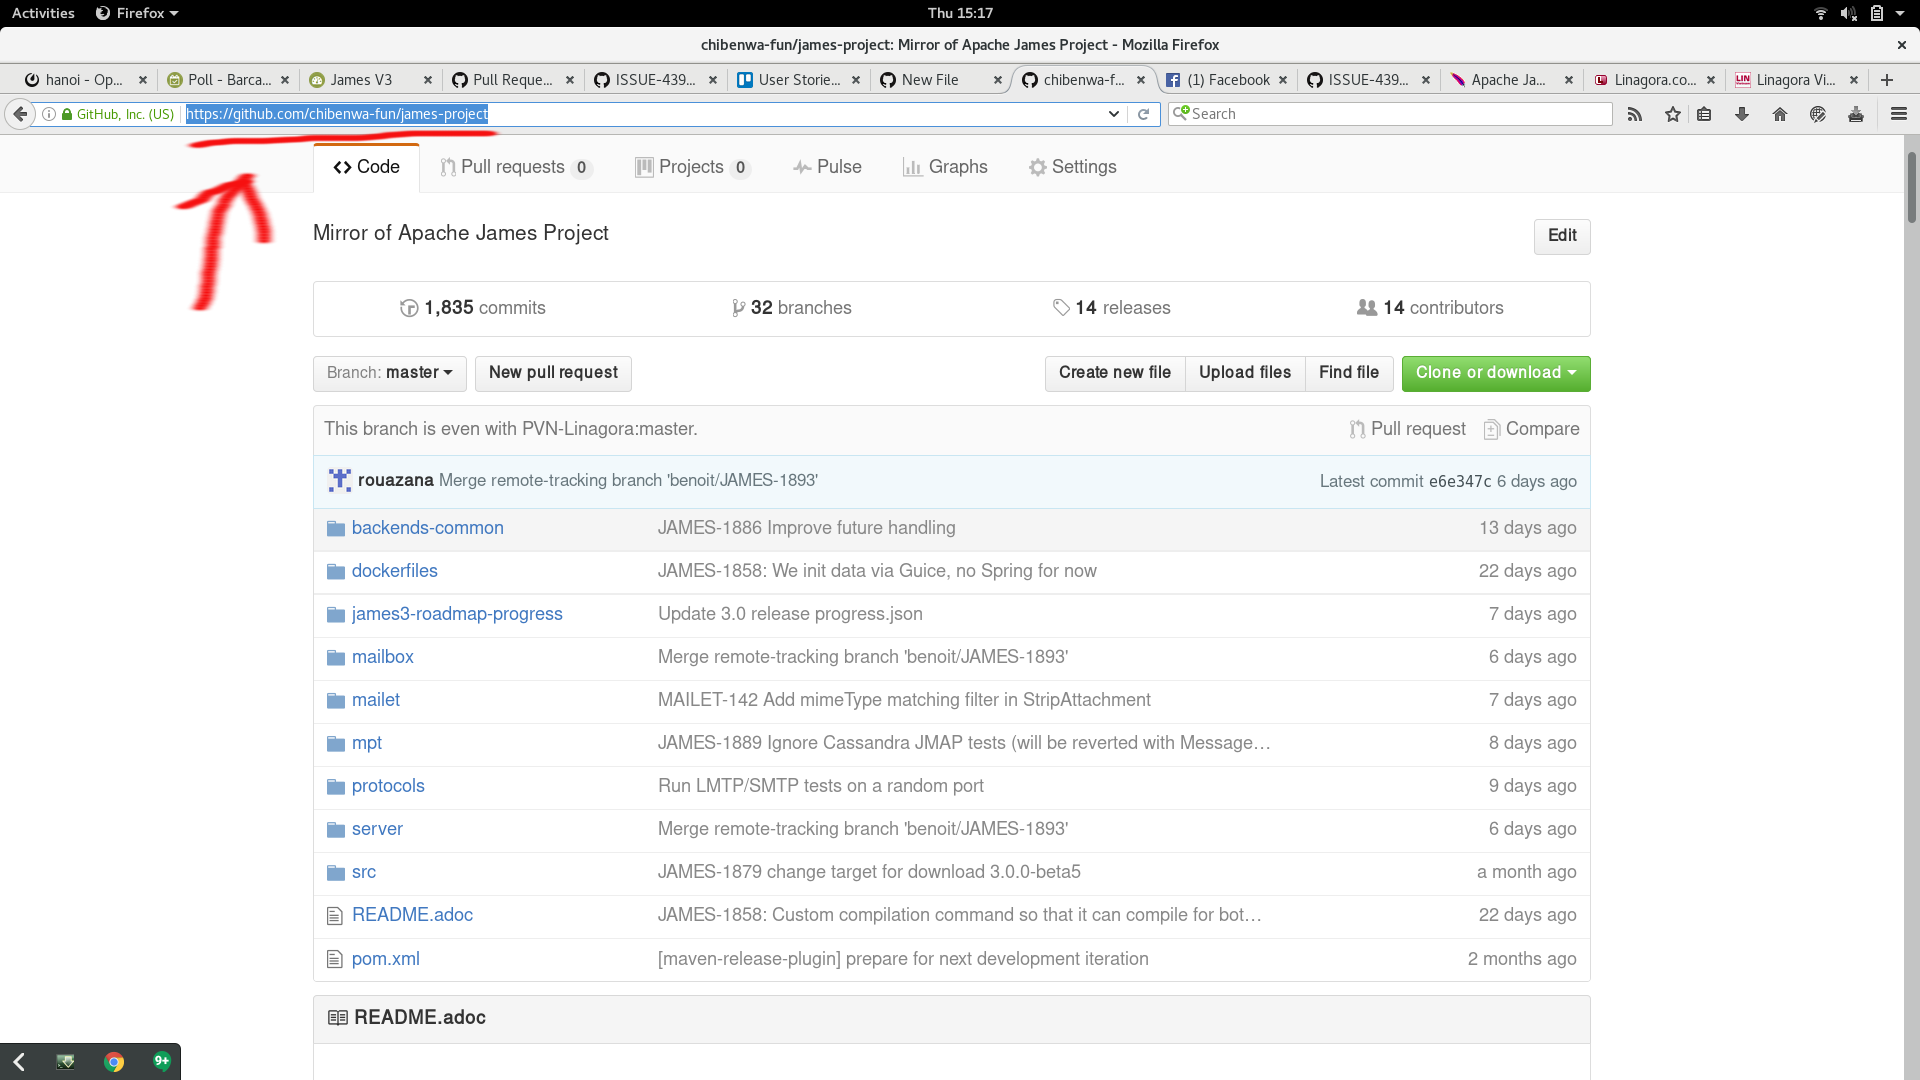 Activities Firefox Thu 15:17
chibenwa-fun/james-project: Mirror of Apache James Project - Mozilla Firefox
hanoi - Op... Poll - Barca... James V3 Pull Reque... ISSUE-439... User Storie... New File chibenwa-f... (1) Facebook ISSUE-439... Apache Ja... Linagora.co... Linagora Vi...
GitHub, Inc. (US) https://github.com/chibenwa-fun/james-project Search
Code Pull requests 0 Projects 0 Pulse Graphs Settings
Mirror of Apache James Project Edit
1,835 commits 32 branches 14 releases 14 contributors
Branch: master New pull request Create new file Upload files Find file Clone or download
This branch is even with PVN-Linagora:master. Pull request Compare
rouazana Merge remote-tracking branch 'benoit/JAMES-1893' Latest commit e6e347c 6 days ago
backends-common JAMES-1886 Improve future handling 13 days ago
dockerfiles JAMES-1858: We init data via Guice, no Spring for now 22 days ago
james3-roadmap-progress Update 3.0 release progress.json 7 days ago
mailbox Merge remote-tracking branch 'benoit/JAMES-1893' 6 days ago
mailet MAILET-142 Add mimeType matching filter in StripAttachment 7 days ago
mpt JAMES-1889 Ignore Cassandra JMAP tests (will be reverted with Message… 8 days ago
protocols Run LMTP/SMTP tests on a random port 9 days ago
server Merge remote-tracking branch 'benoit/JAMES-1893' 6 days ago
src JAMES-1879 change target for download 3.0.0-beta5 a month ago
README.adoc JAMES-1858: Custom compilation command so that it can compile for bot… 22 days ago
pom.xml [maven-release-plugin] prepare for next development iteration 2 months ago
README.adoc
9+